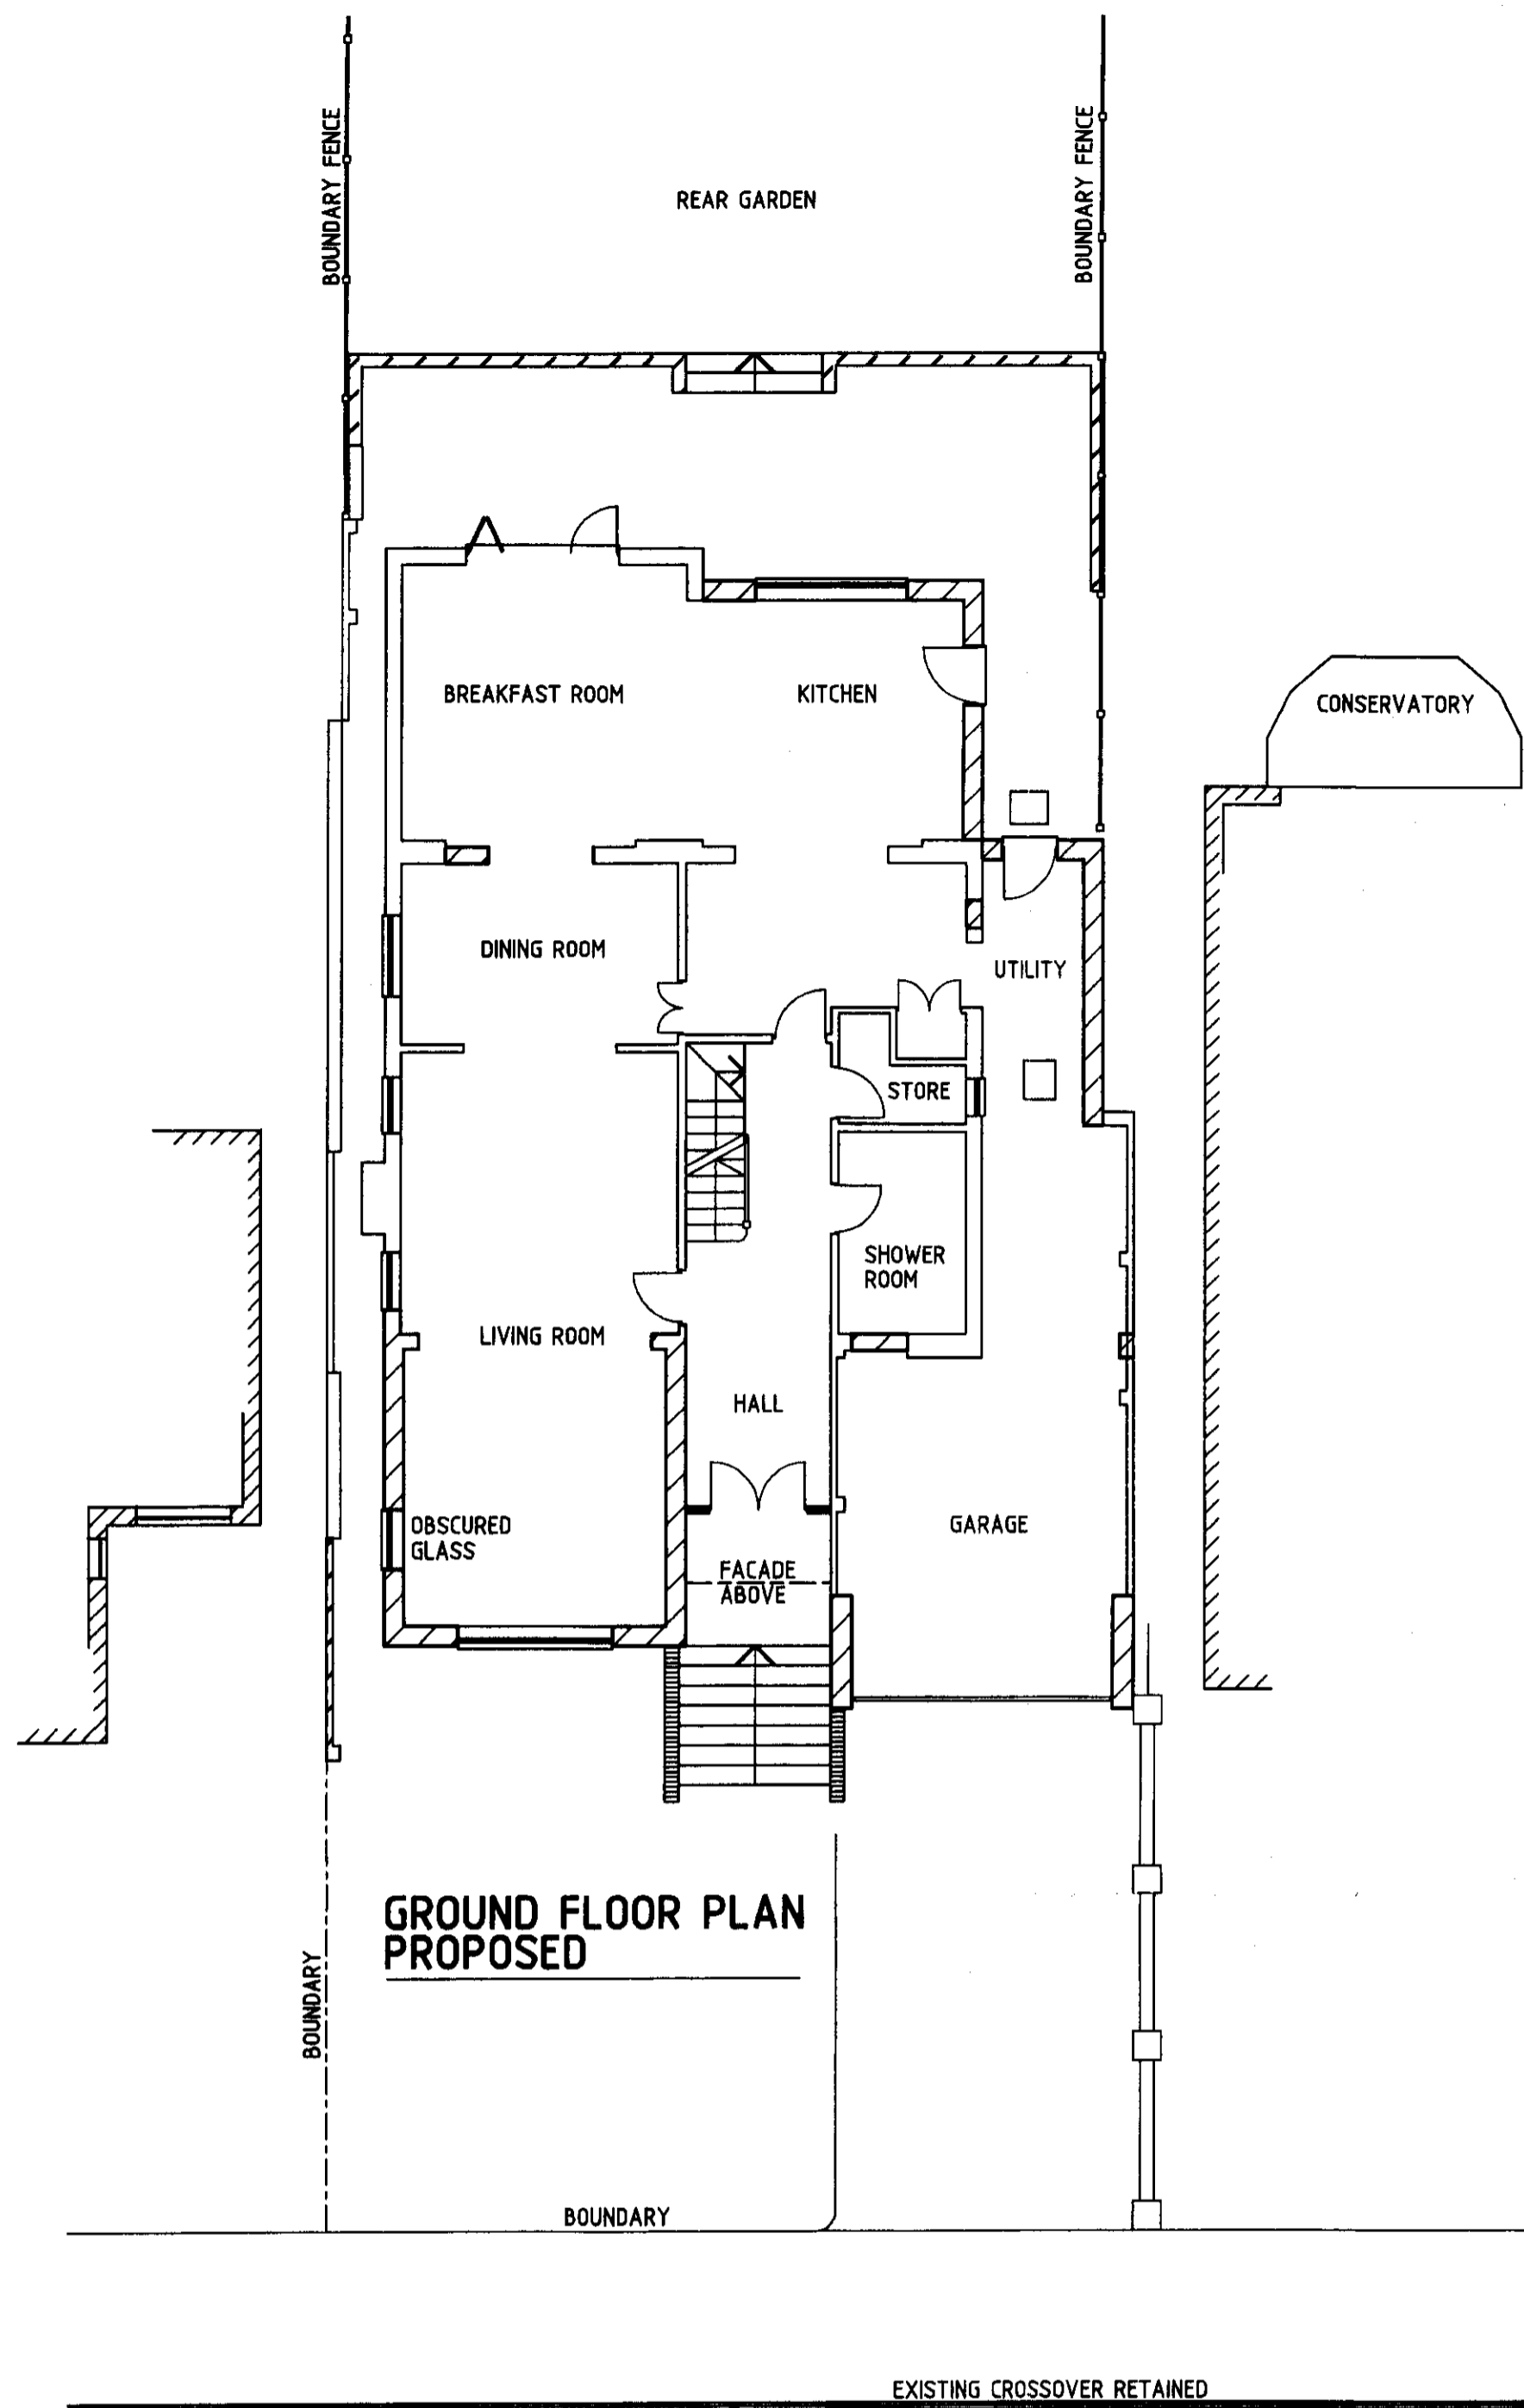 BOUNDARY FENCE
BOUNDARY FENCE
REAR GARDEN
BREAKFAST ROOM
KITCHEN
CONSERVATORY
DINING ROOM
UTILITY
STORE
SHOWER
ROOM
LIVING ROOM
HALL
OBSCURED
GLASS
GARAGE
FACADE
ABOVE
GROUND FLOOR PLAN
PROPOSED
BOUNDARY
BOUNDARY
EXISTING CROSSOVER RETAINED